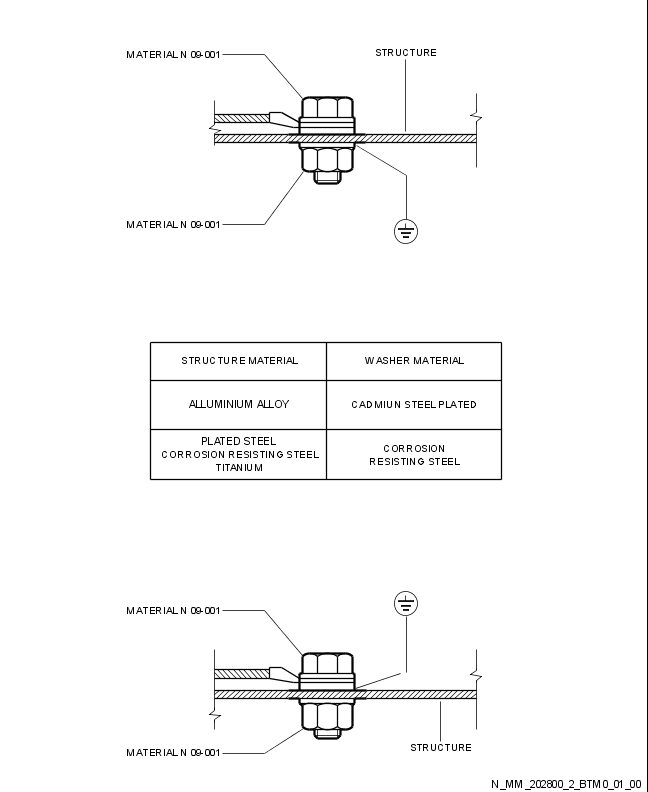 MATERIAL N 09-001
STRUCTURE
MATERIAL N 09-001
STRUCTURE MATERIAL
WASHER MATERIAL
ALLUMINIUM ALLOY
CADMIUN STEEL PLATED
PLATED STEEL
CORROSION RESISTING STEEL
TITANIUM
CORROSION
RESISTING STEEL
MATERIAL N 09-001
MATERIAL N 09-001
STRUCTURE
N_MM_202800_2_BTM0_01_00